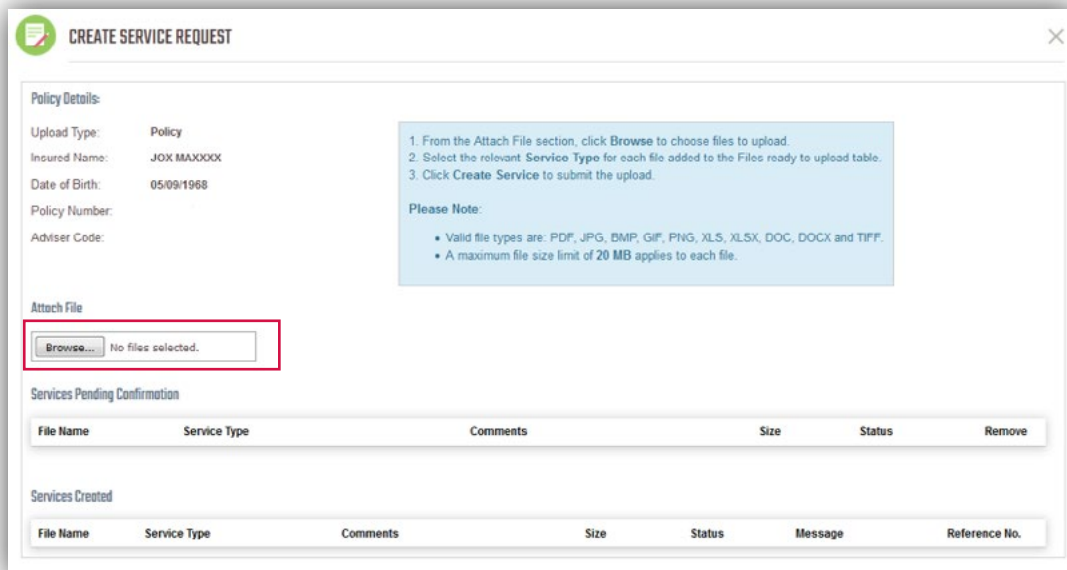 CREATE SERVICE REQUEST
Policy Details:
Upload Type: Policy
Insured Name: JOX MAXXXX
Date of Birth: 05/09/1968
Policy Number:
Adviser Code:
1. From the Attach File section, click Browse to choose files to upload.
2. Select the relevant Service Type for each file added to the Files ready to upload table.
3. Click Create Service to submit the upload.
Please Note:
• Valid file types are: PDF, JPG, BMP, GIF, PNG, XLS, XLSX, DOC, DOCX and TIFF.
• A maximum file size limit of 20 MB applies to each file.
Attach File
Browse... No files selected.
Services Pending Confirmation
File Name Service Type Comments Size Status Remove
Services Created
File Name Service Type Comments Size Status Message Reference No.